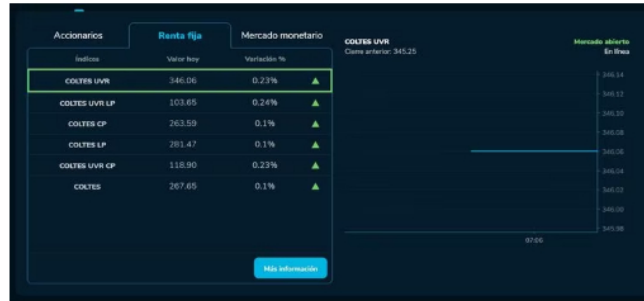 Accionarios Renta fija Mercado monetario
Índices Valor hoy Variación %
COLTES UVR 346.06 0.23%
COLTES UVR LP 103.65 0.24%
COLTES CP 263.59 0.1%
COLTES LP 281.47 0.1%
COLTES UVR CP 118.90 0.23%
COLTES 267.65 0.1%
Más información
COLTES UVR Mercado abierto
Cierre anterior: 345.25 En línea
346.14
346.12
346.10
346.08
346.06
346.04
346.02
346.00
345.98
07:06